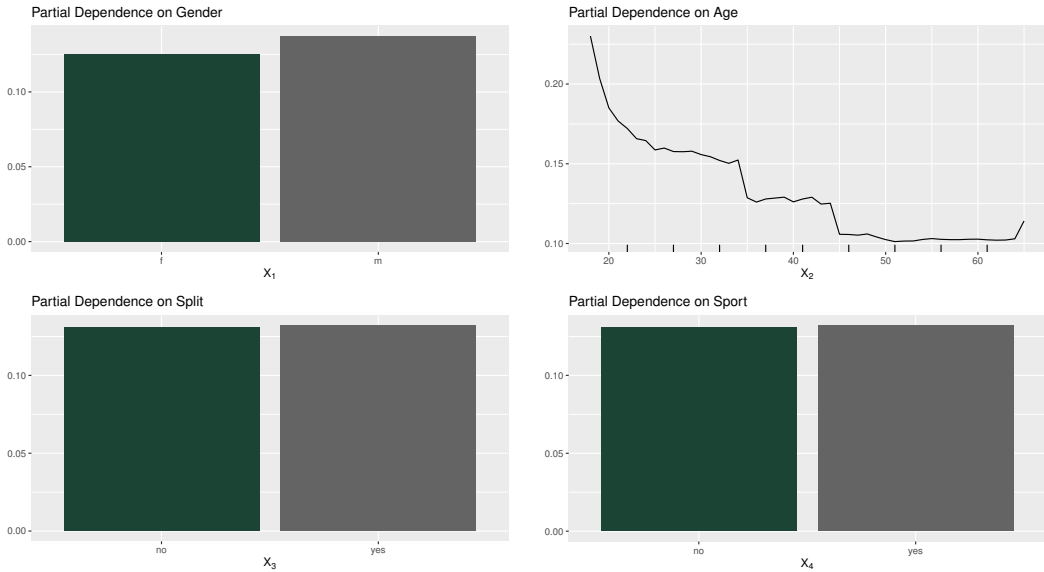 Partial Dependence on Gender
0.10
0.05
0.00
f
m
X₁
Partial Dependence on Age
0.20
0.15
0.10
20
30
40
50
60
X₂
Partial Dependence on Split
0.10
0.05
0.00
no
yes
X₃
Partial Dependence on Sport
0.10
0.05
0.00
no
yes
X₄